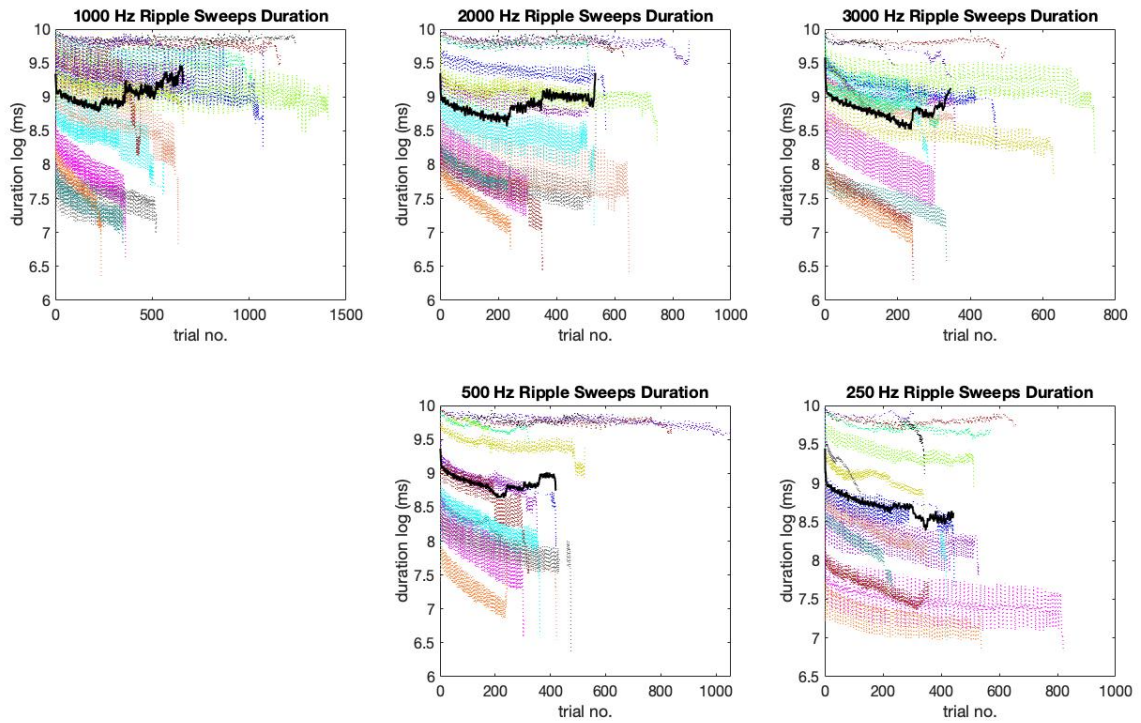 1000 Hz Ripple Sweeps Duration
10
9.5
9
8.5
8
7.5
7
6.5
6
duration log (ms)
0 500 1000 1500
trial no.
2000 Hz Ripple Sweeps Duration
10
9.5
9
8.5
8
7.5
7
6.5
6
duration log (ms)
0 200 400 600 800 1000
trial no.
3000 Hz Ripple Sweeps Duration
10
9.5
9
8.5
8
7.5
7
6.5
6
duration log (ms)
0 200 400 600 800
trial no.
500 Hz Ripple Sweeps Duration
10
9.5
9
8.5
8
7.5
7
6.5
6
duration log (ms)
0 200 400 600 800 1000
trial no.
250 Hz Ripple Sweeps Duration
10
9.5
9
8.5
8
7.5
7
6.5
duration log (ms)
0 200 400 600 800 1000
trial no.